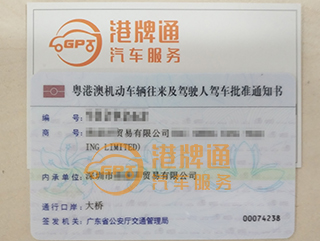 GPT 港牌通
汽车服务
粤港澳机动车辆往来及驾驶人驾车批准通知书
编 号:
商 号: 贸易有限公司
ING LIMITED)
港牌通
汽车服务
内承单位: 深圳市 贸易有限公司
通行口岸: 大桥
签发机关: 广东省公安厅交通管理局 00074238